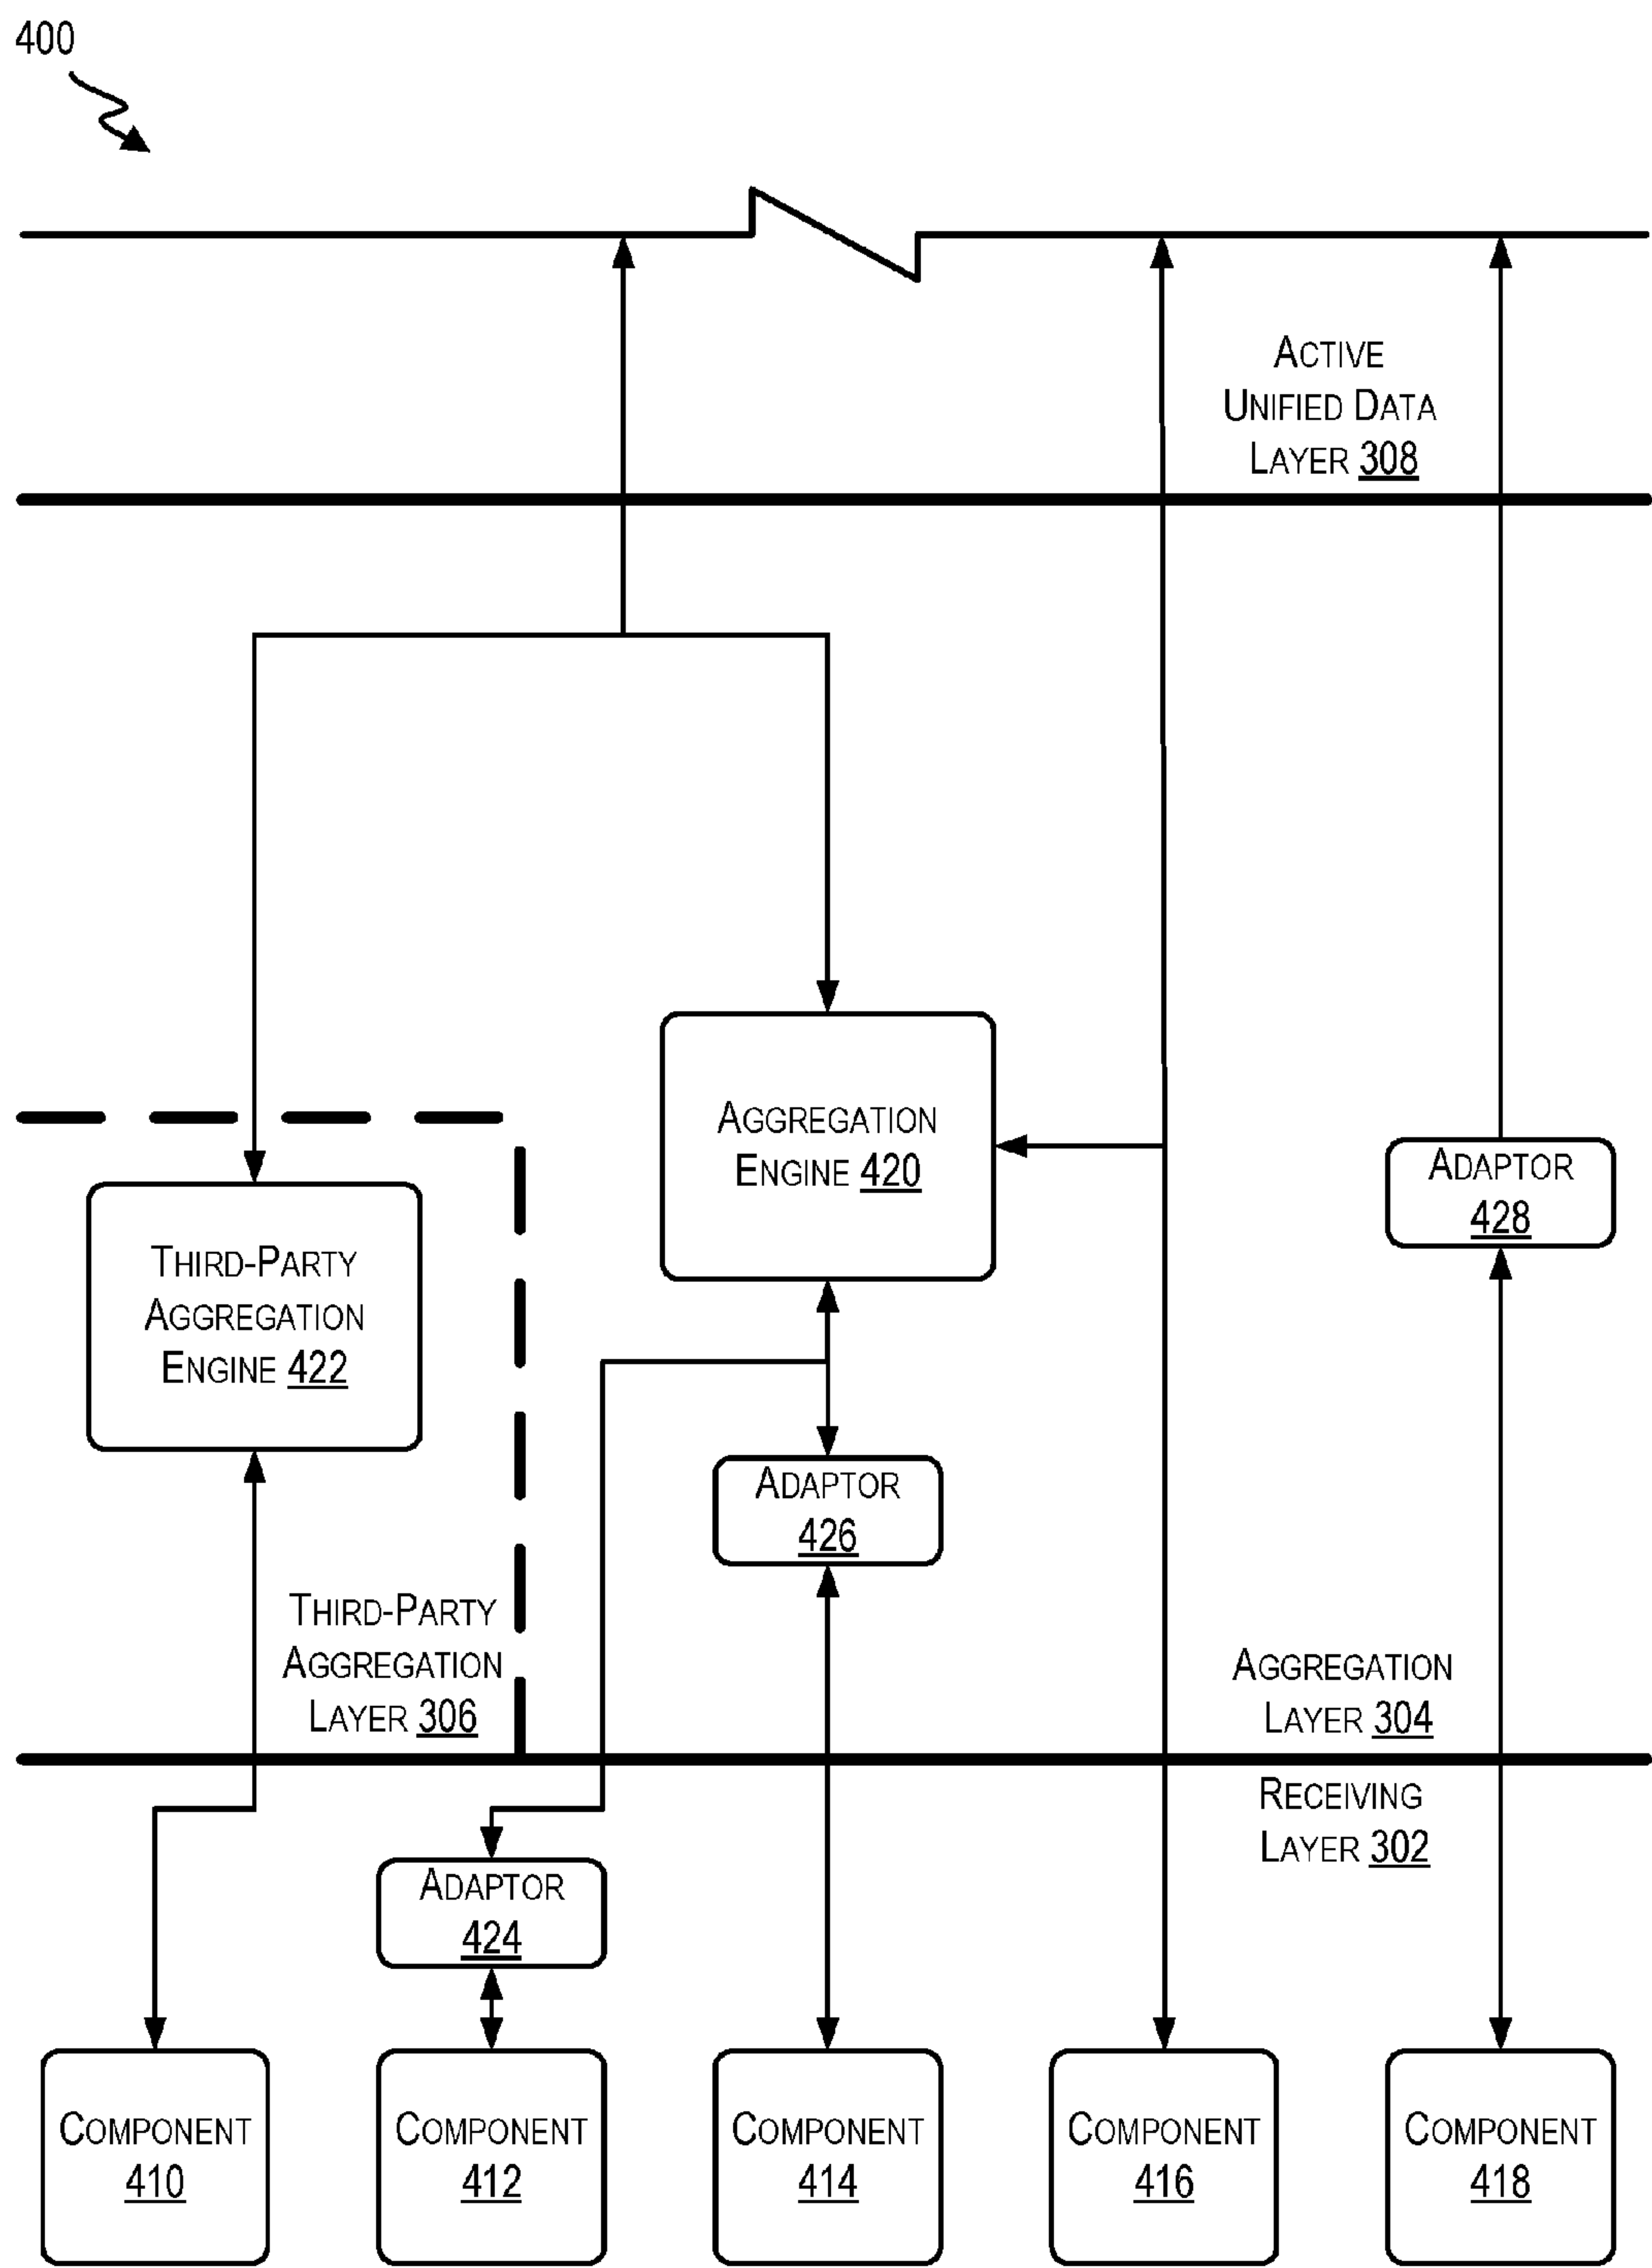 400
ACTIVE
UNIFIED DATA
LAYER 308
AGGREGATION
ENGINE 420
ADAPTOR
428
THIRD-PARTY
AGGREGATION
ENGINE 422
ADAPTOR
426
THIRD-PARTY
AGGREGATION
LAYER 306
AGGREGATION
LAYER 304
RECEIVING
LAYER 302
ADAPTOR
424
COMPONENT
410
COMPONENT
412
COMPONENT
414
COMPONENT
416
COMPONENT
418